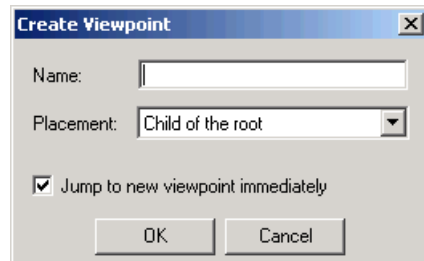 Create Viewpoint
Name:
Placement: Child of the root
Jump to new viewpoint immediately
OK Cancel